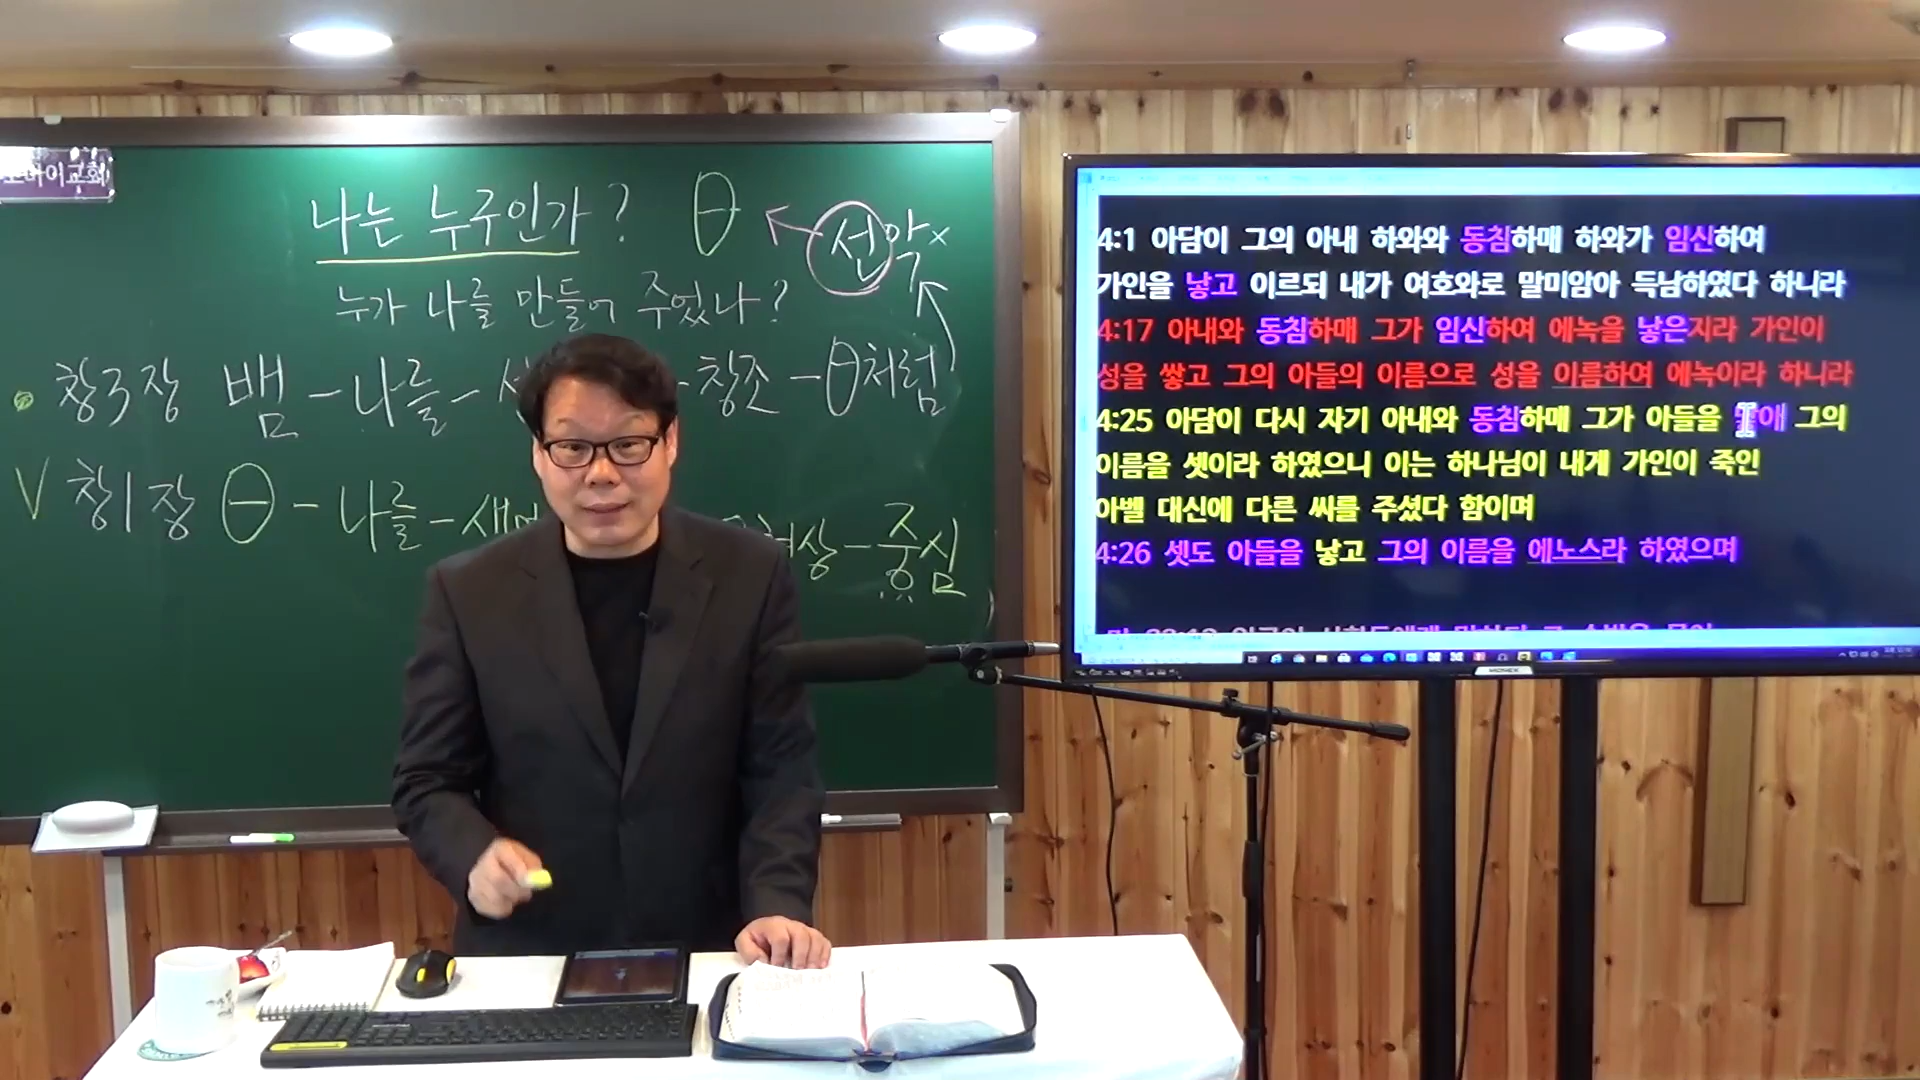 나는 누구인가? θ 선악×
누가 나를 만들어 주었나?
창3장 뱀 - 나를 - 창조 - θ처럼
V 창1장 θ - 나를 - 형상 - 중심
4:1 아담이 그의 아내 하와와 동침하매 하와가 임신하여
가인을 낳고 이르되 내가 여호와로 말미암아 득남하였다 하니라
4:17 아내와 동침하매 그가 임신하여 에녹을 낳은지라 가인이
성을 쌓고 그의 아들의 이름으로 성을 이름하여 에녹이라 하니라
4:25 아담이 다시 자기 아내와 동침하매 그가 아들을 그의
이름을 셋이라 하였으니 이는 하나님이 내게 가인이 죽인
아벨 대신에 다른 씨를 주셨다 함이며
4:26 셋도 아들을 낳고 그의 이름을 에노스라 하였으며